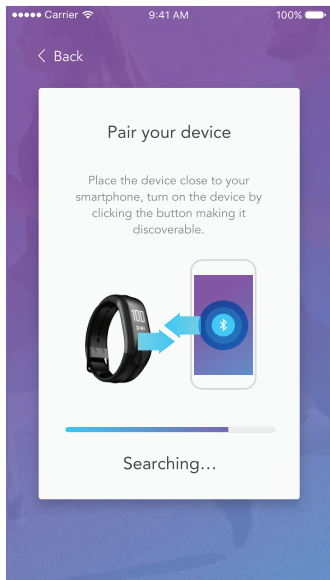 Carrier 9:41 AM 100%
Back
Pair your device
Place the device close to your
smartphone, turn on the device by
clicking the button making it
discoverable.
100
Searching...